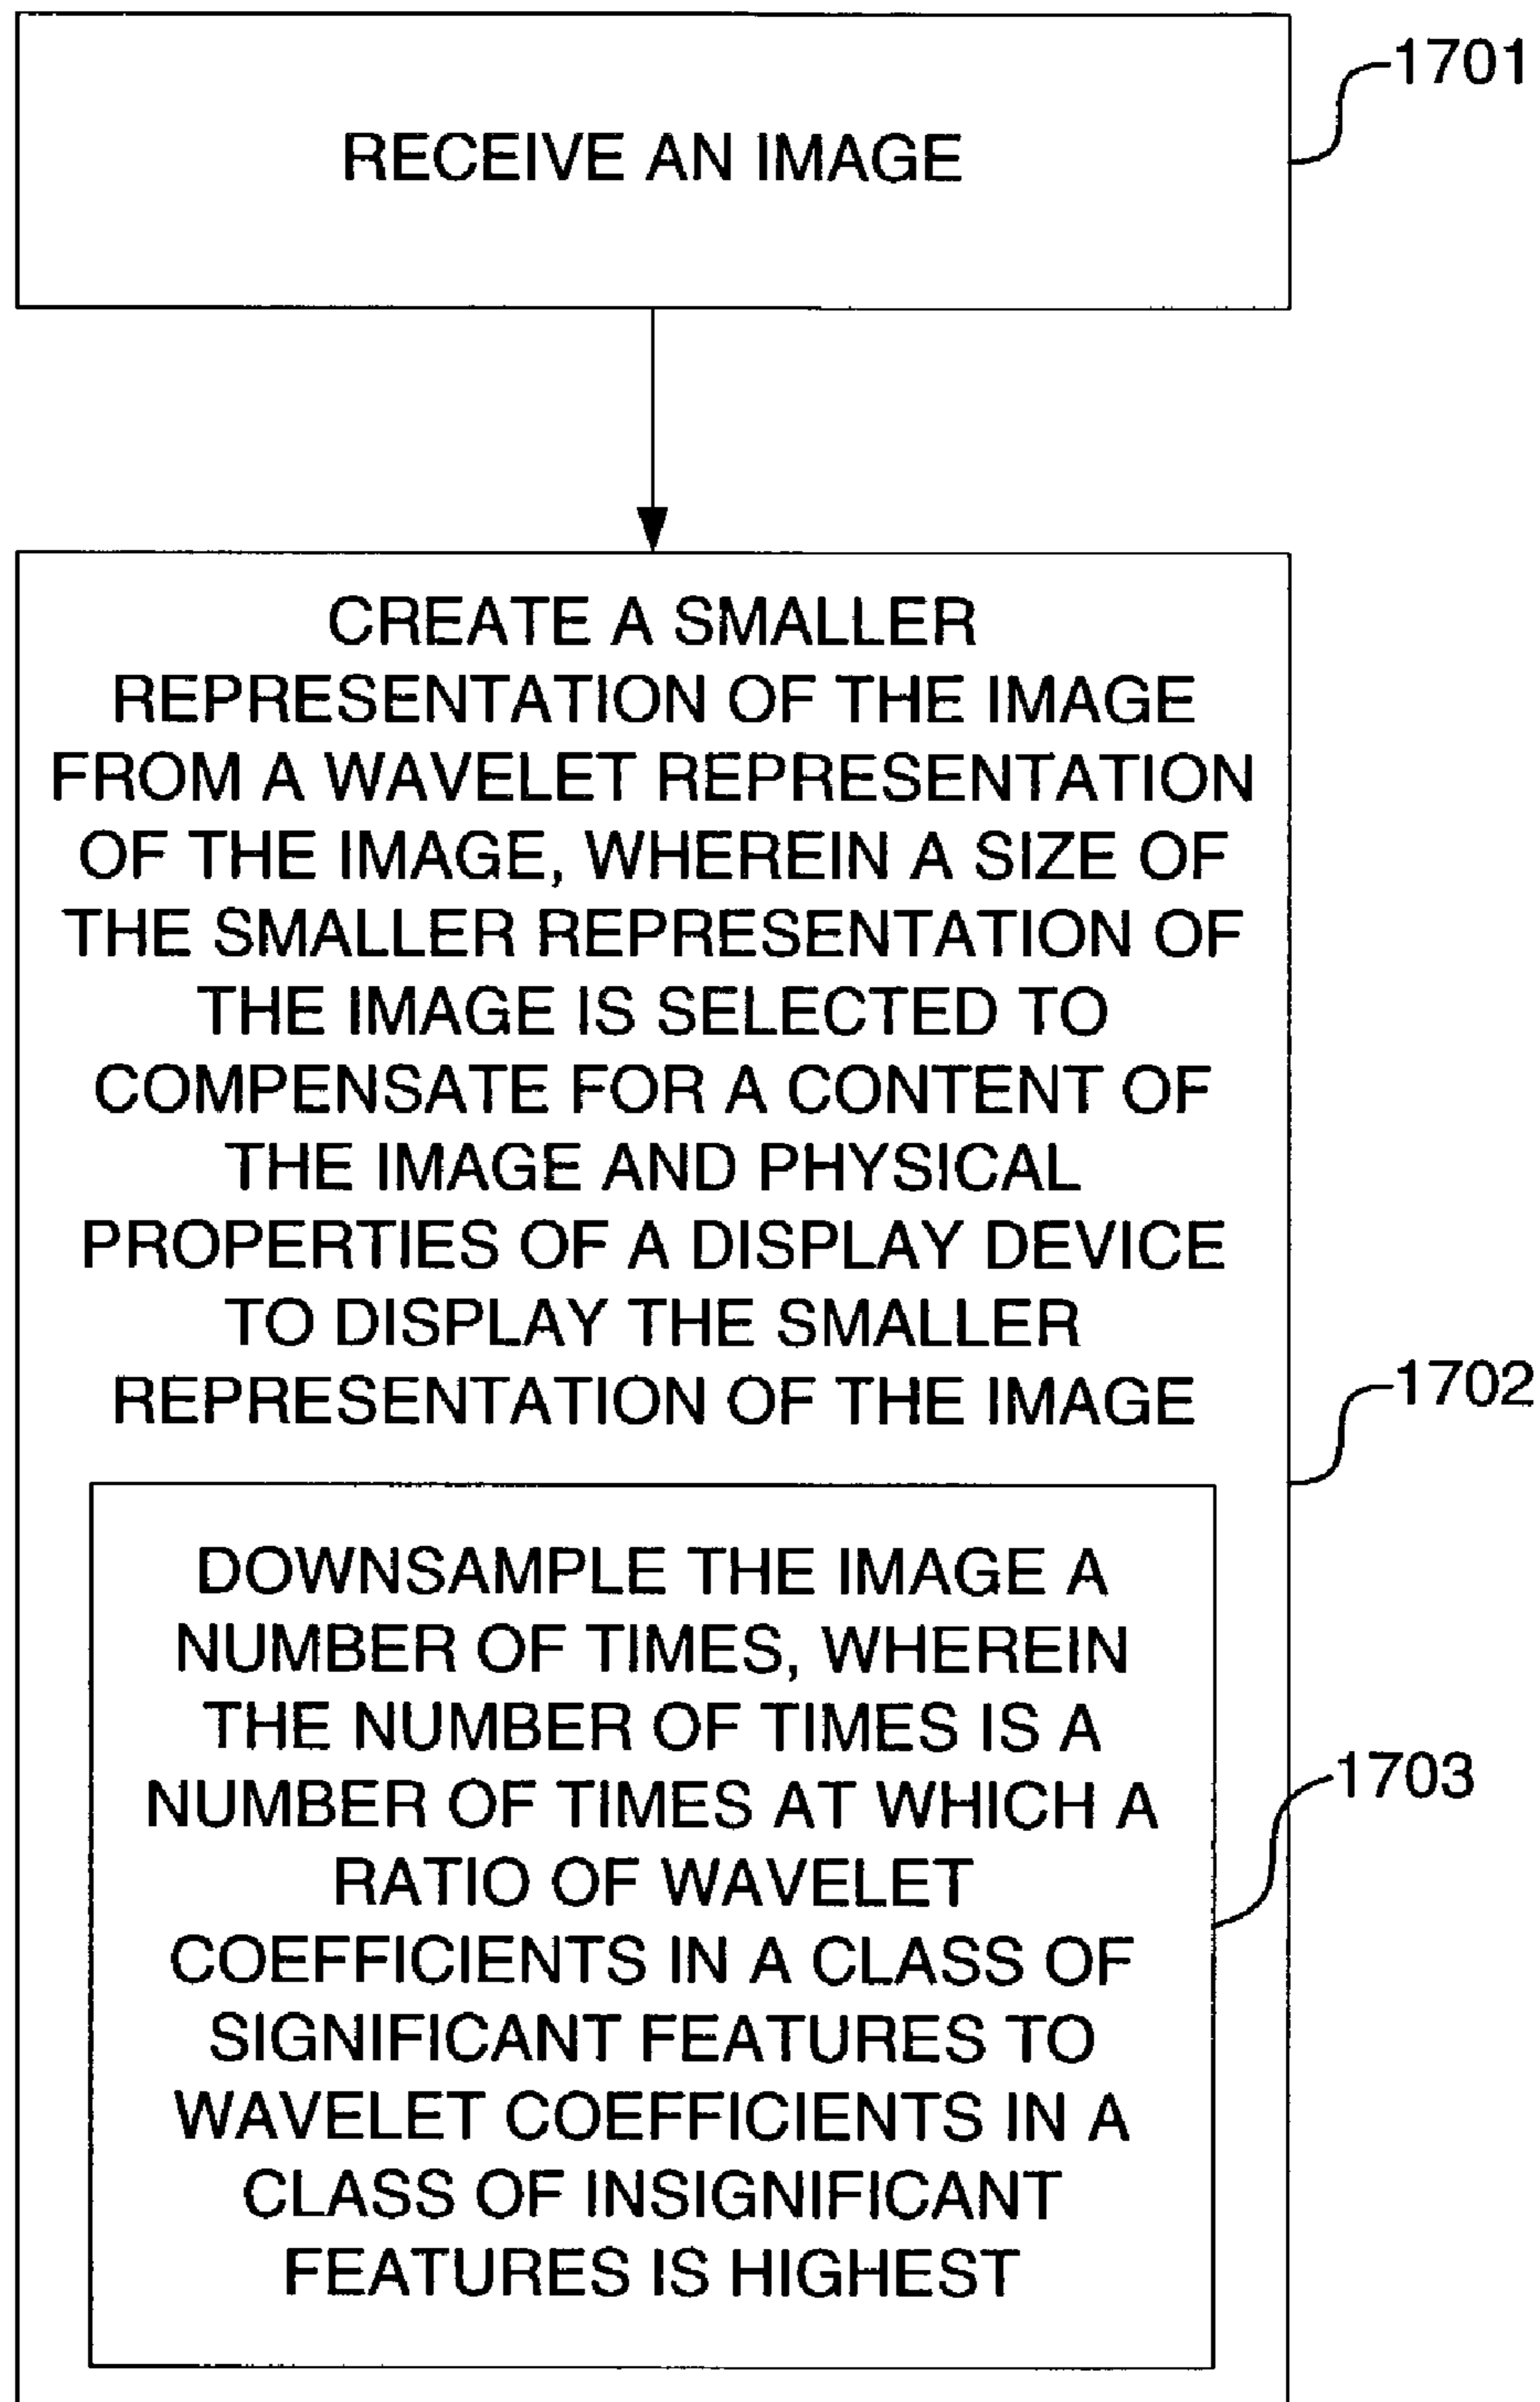 RECEIVE AN IMAGE
1701
CREATE A SMALLER
REPRESENTATION OF THE IMAGE
FROM A WAVELET REPRESENTATION
OF THE IMAGE, WHEREIN A SIZE OF
THE SMALLER REPRESENTATION OF
THE IMAGE IS SELECTED TO
COMPENSATE FOR A CONTENT OF
THE IMAGE AND PHYSICAL
PROPERTIES OF A DISPLAY DEVICE
TO DISPLAY THE SMALLER
REPRESENTATION OF THE IMAGE
1702
DOWNSAMPLE THE IMAGE A
NUMBER OF TIMES, WHEREIN
THE NUMBER OF TIMES IS A
NUMBER OF TIMES AT WHICH A
RATIO OF WAVELET
COEFFICIENTS IN A CLASS OF
SIGNIFICANT FEATURES TO
WAVELET COEFFICIENTS IN A
CLASS OF INSIGNIFICANT
FEATURES IS HIGHEST
1703